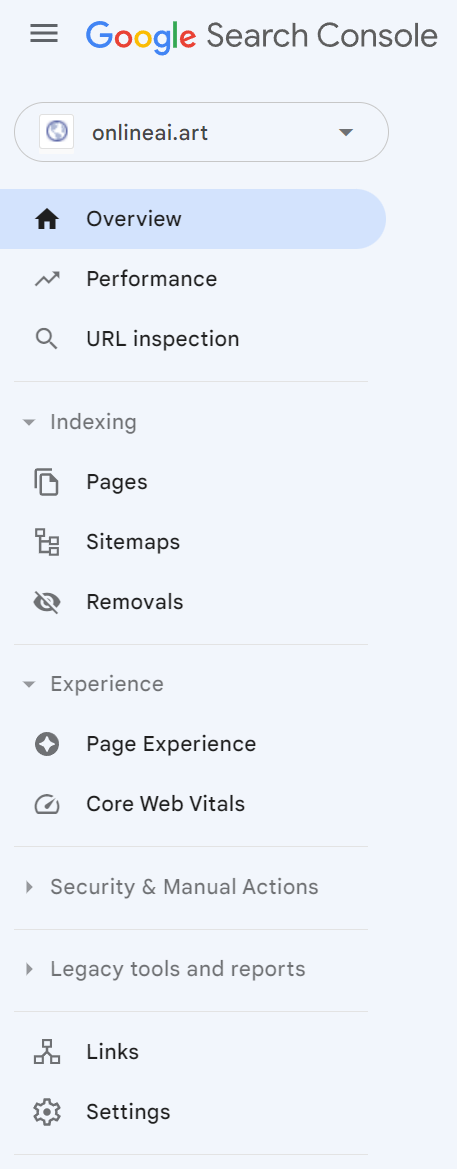 Google Search Console
onlineai.art
Overview
Performance
URL inspection
Indexing
Pages
Sitemaps
Removals
Experience
Page Experience
Core Web Vitals
Security & Manual Actions
Legacy tools and reports
Links
Settings